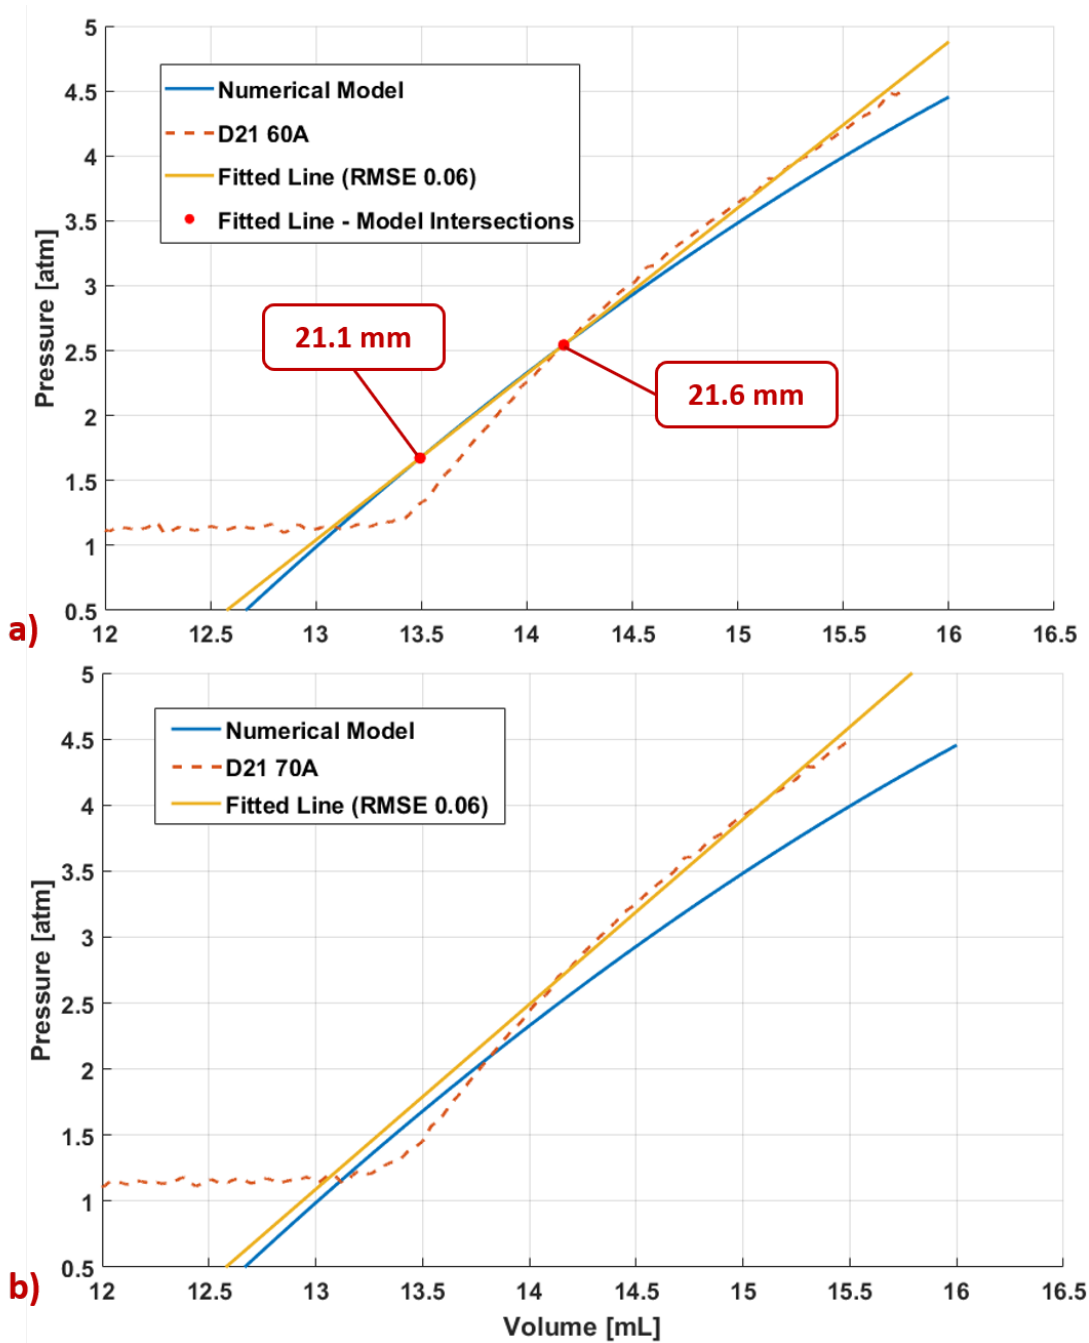 5
4.5
4
3.5
3
2.5
2
1.5
1
0.5
Pressure [atm]
Numerical Model
D21 60A
Fitted Line (RMSE 0.06)
Fitted Line - Model Intersections
21.1 mm
21.6 mm
a)
12 12.5 13 13.5 14 14.5 15 15.5 16 16.5
5
4.5
4
3.5
3
2.5
2
1.5
1
0.5
Pressure [atm]
Numerical Model
D21 70A
Fitted Line (RMSE 0.06)
b)
12 12.5 13 13.5 14 14.5 15 15.5 16 16.5
Volume [mL]